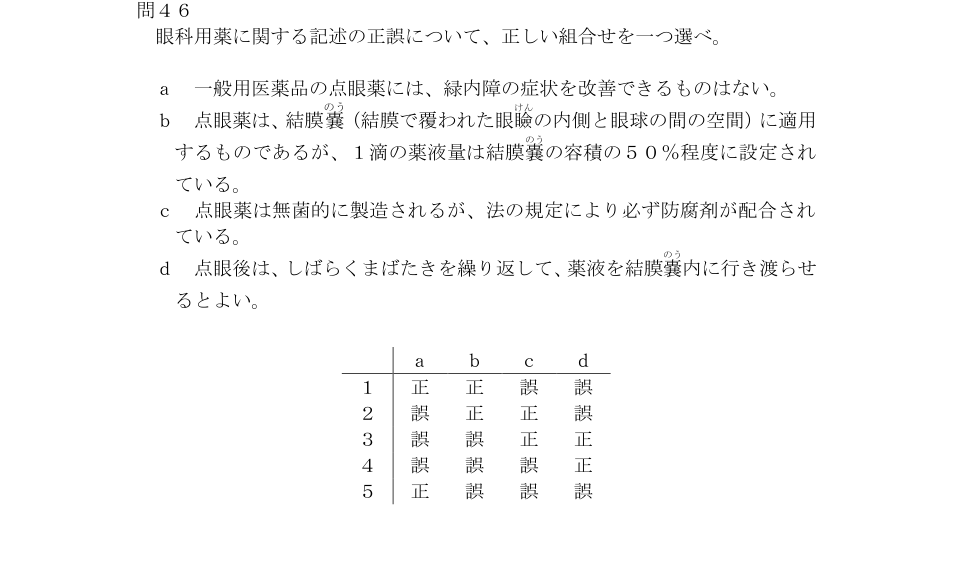 問４６
眼科用薬に関する記述の正誤について、正しい組合せを一つ選べ。
a　一般用医薬品の点眼薬には、緑内障の症状を改善できるものはない。
b　点眼薬は、結膜嚢（結膜で覆われた眼瞼の内側と眼球の間の空間）に適用
するものであるが、１滴の薬液量は結膜嚢の容積の５０％程度に設定され
ている。
c　点眼薬は無菌的に製造されるが、法の規定により必ず防腐剤が配合され
ている。
d　点眼後は、しばらくまばたきを繰り返して、薬液を結膜嚢内に行き渡らせ
るとよい。
a b c d
1 正 正 誤 誤
2 誤 正 正 誤
3 誤 誤 正 正
4 誤 誤 誤 正
5 正 誤 誤 誤